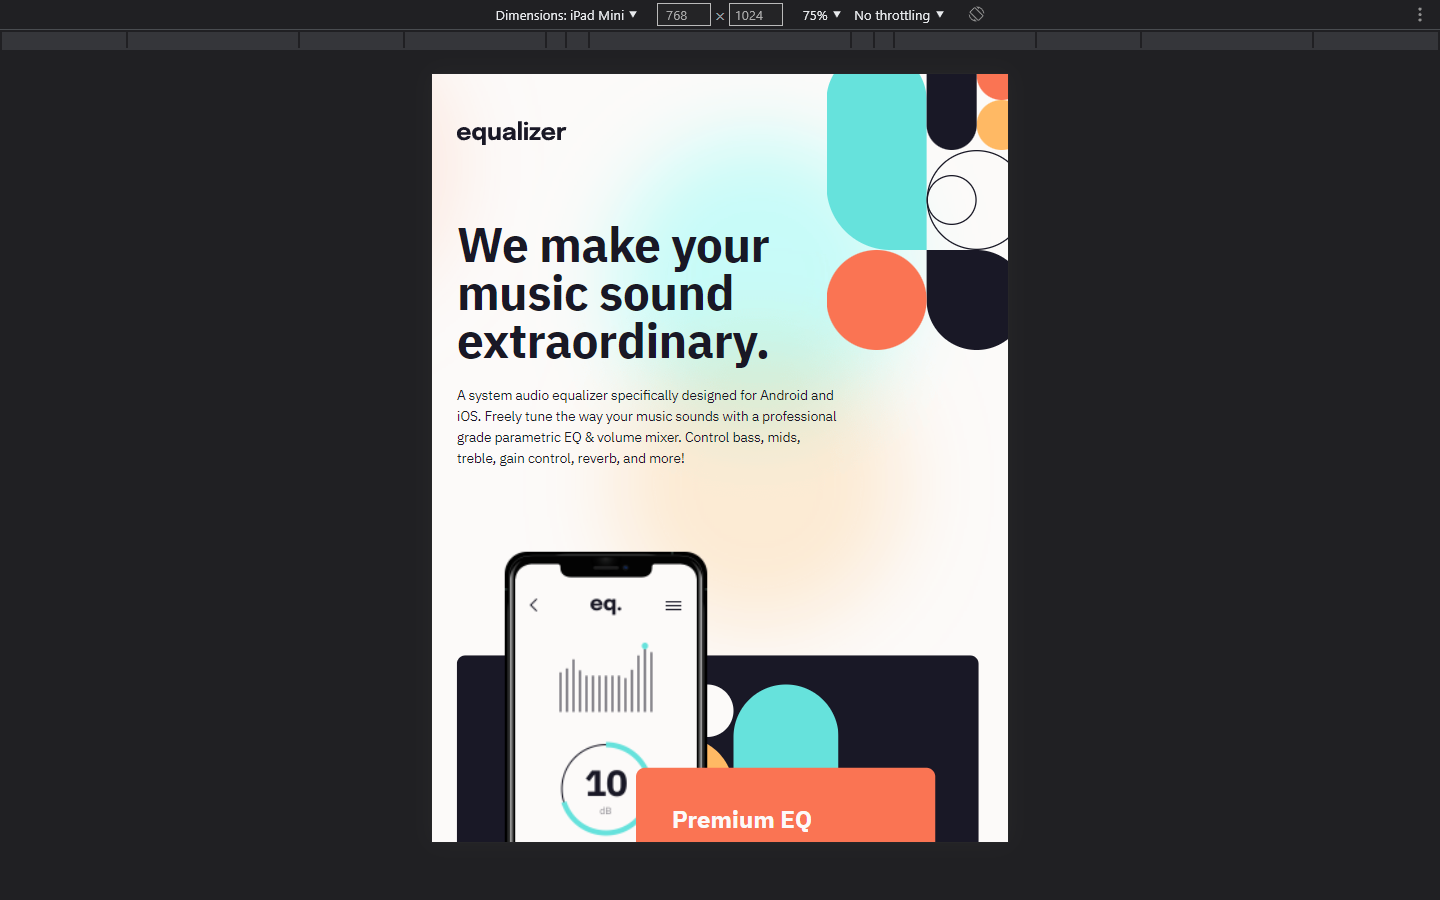 Dimensions: iPad Mini 768 × 1024 75% No throttling
equalizer
We make your
music sound
extraordinary.
A system audio equalizer specifically designed for Android and
iOS. Freely tune the way your music sounds with a professional
grade parametric EQ & volume mixer. Control bass, mids,
treble, gain control, reverb, and more!
eq.
10
dB
Premium EQ